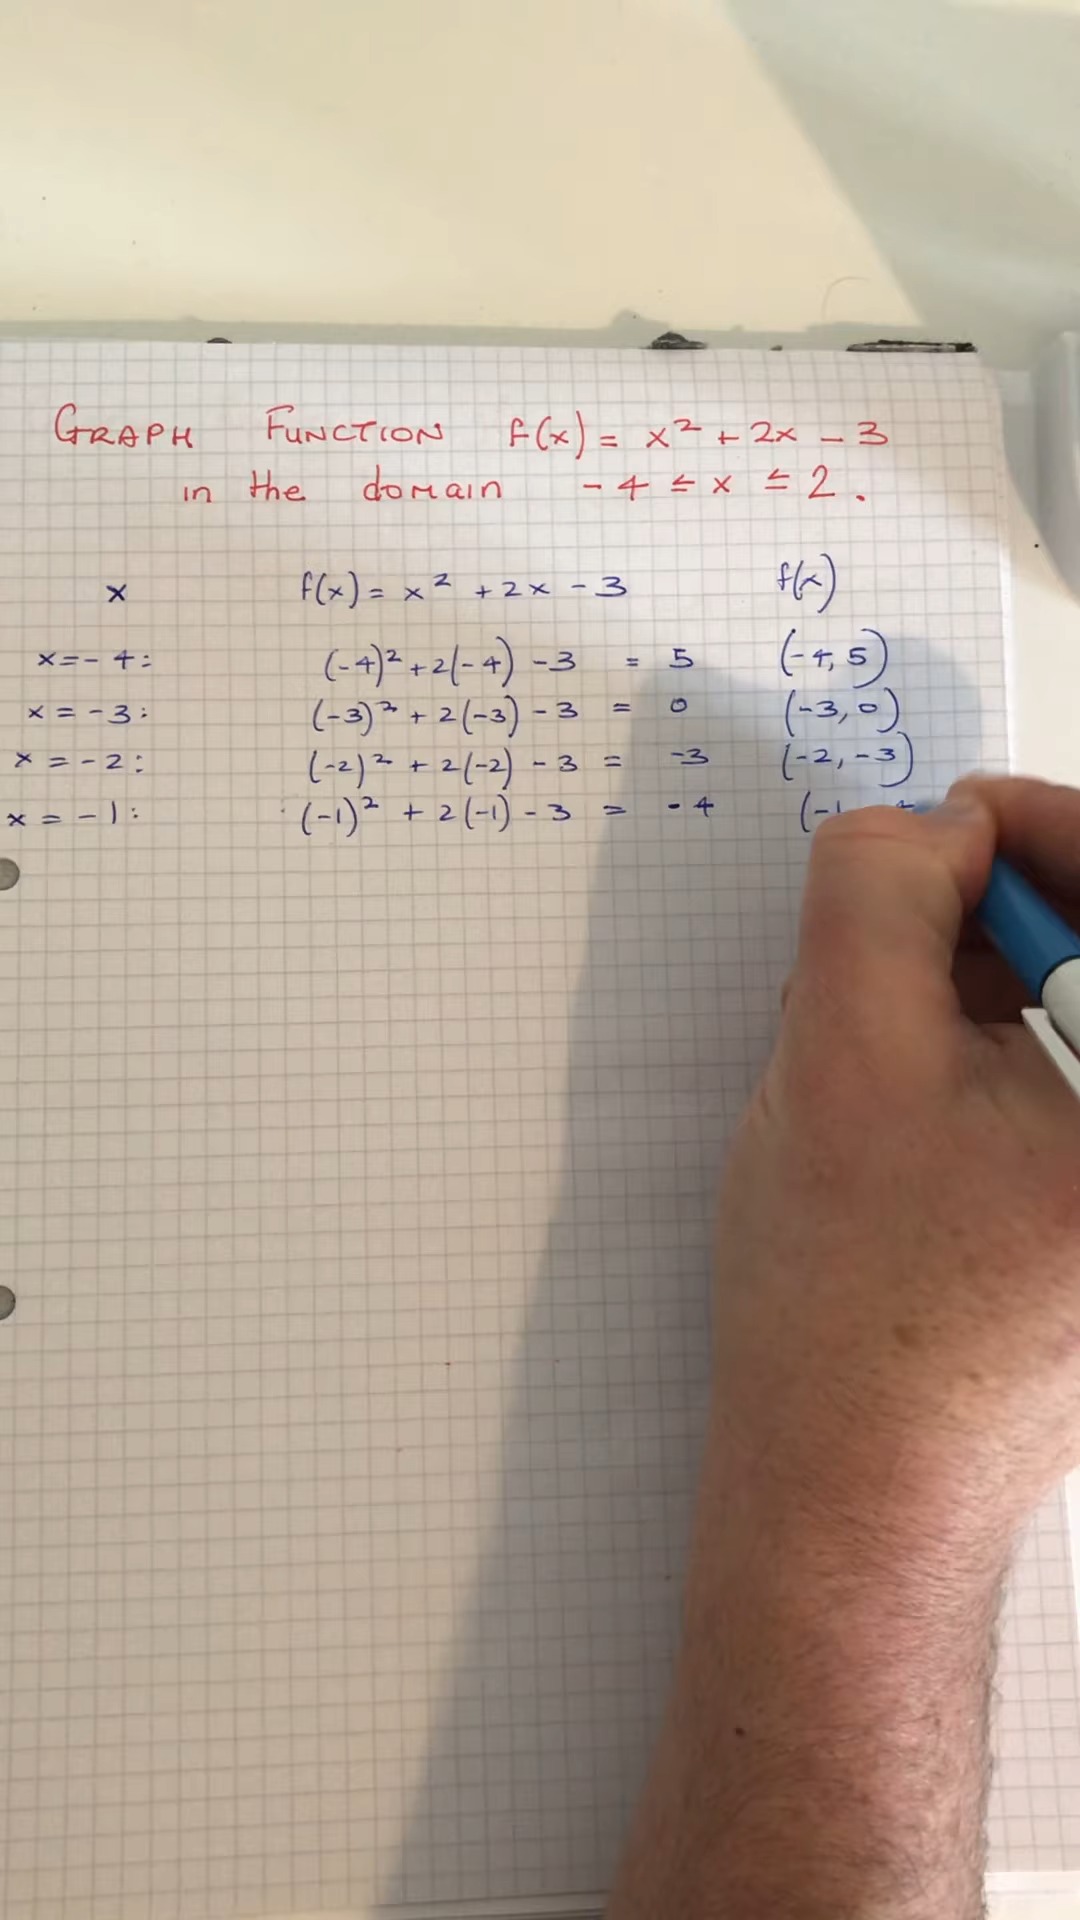 GRAPH FUNCTION f(x) = x² + 2x - 3
in the domain -4 ≤ x ≤ 2.
x f(x) = x² + 2x - 3 f(x)
x = -4: (-4)² + 2(-4) - 3 = 5 (-4, 5)
x = -3: (-3)² + 2(-3) - 3 = 0 (-3, 0)
x = -2: (-2)² + 2(-2) - 3 = -3 (-2, -3)
x = -1: (-1)² + 2(-1) - 3 = -4 (-1